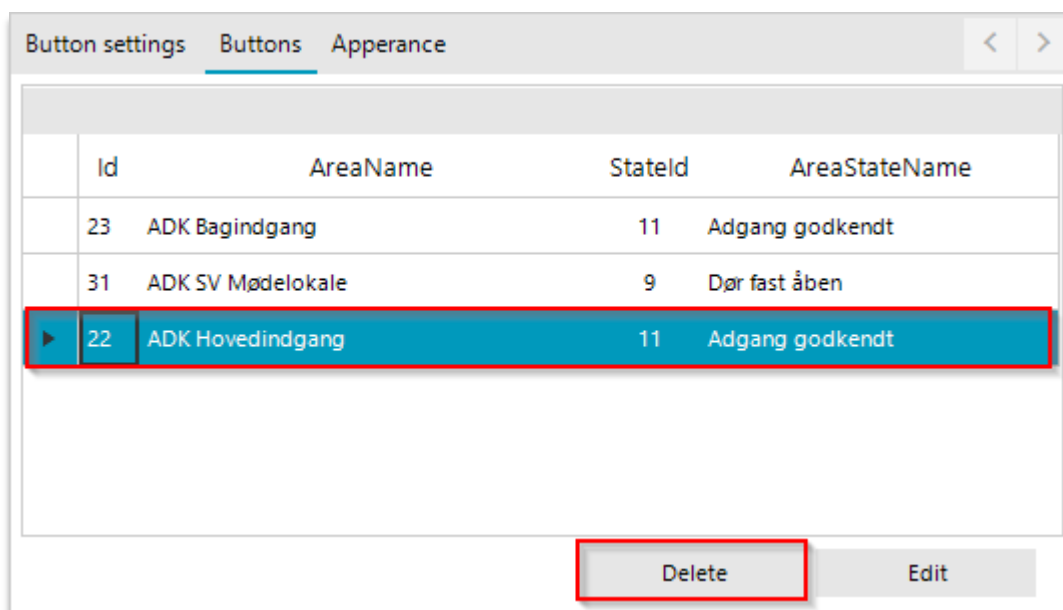 Button settings Buttons Apperance < >
Id AreaName StateId AreaStateName
23 ADK Bagindgang 11 Adgang godkendt
31 ADK SV Mødelokale 9 Dør fast åben
22 ADK Hovedindgang 11 Adgang godkendt
Delete Edit